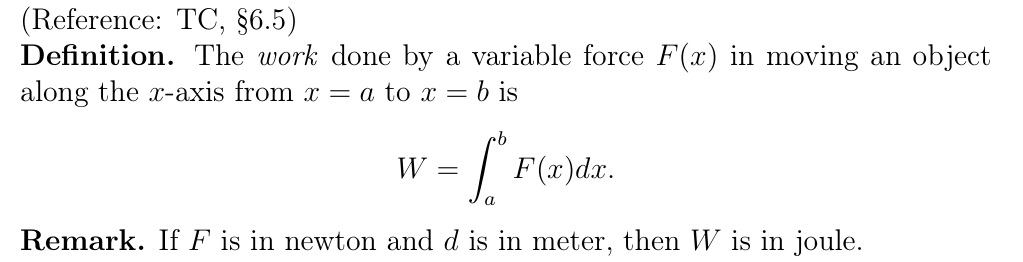 (Reference: TC, §6.5)
Definition. The work done by a variable force F(x) in moving an object
along the x-axis from x = a to x = b is
W = ∫_a^b F(x)dx.
Remark. If F is in newton and d is in meter, then W is in joule.